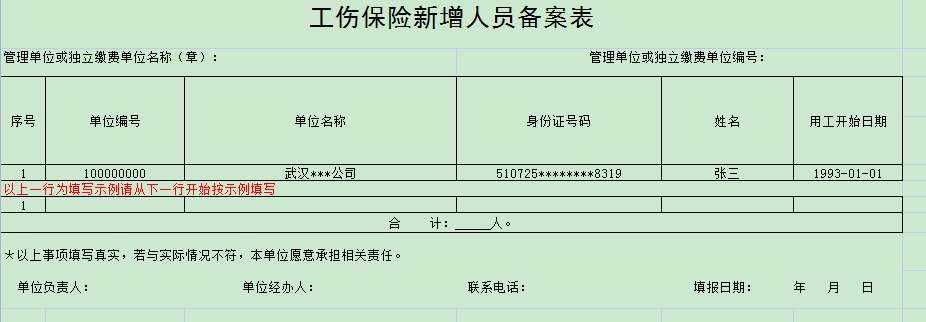 工伤保险新增人员备案表
管理单位或独立缴费单位名称（章）： 管理单位或独立缴费单位编号：
序号 单位编号 单位名称 身份证号码 姓名 用工开始日期
1 100000000 武汉***公司 510725********8319 张三 1993-01-01
以上一行为填写示例请从下一行开始按示例填写
1
合 计：_____人。
＊以上事项填写真实，若与实际情况不符，本单位愿意承担相关责任。
单位负责人： 单位经办人： 联系电话： 填报日期： 年 月 日